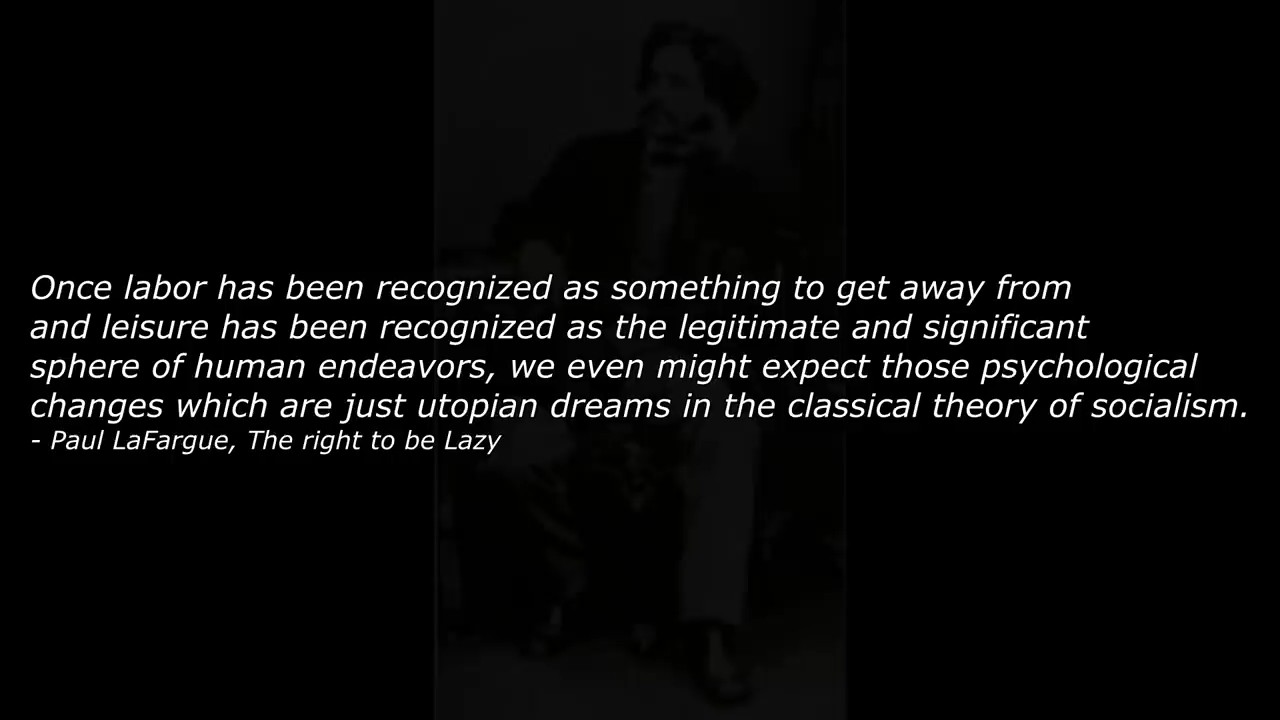 Once labor has been recognized as something to get away from
and leisure has been recognized as the legitimate and significant
sphere of human endeavors, we even might expect those psychological
changes which are just utopian dreams in the classical theory of socialism.
- Paul LaFargue, The right to be Lazy